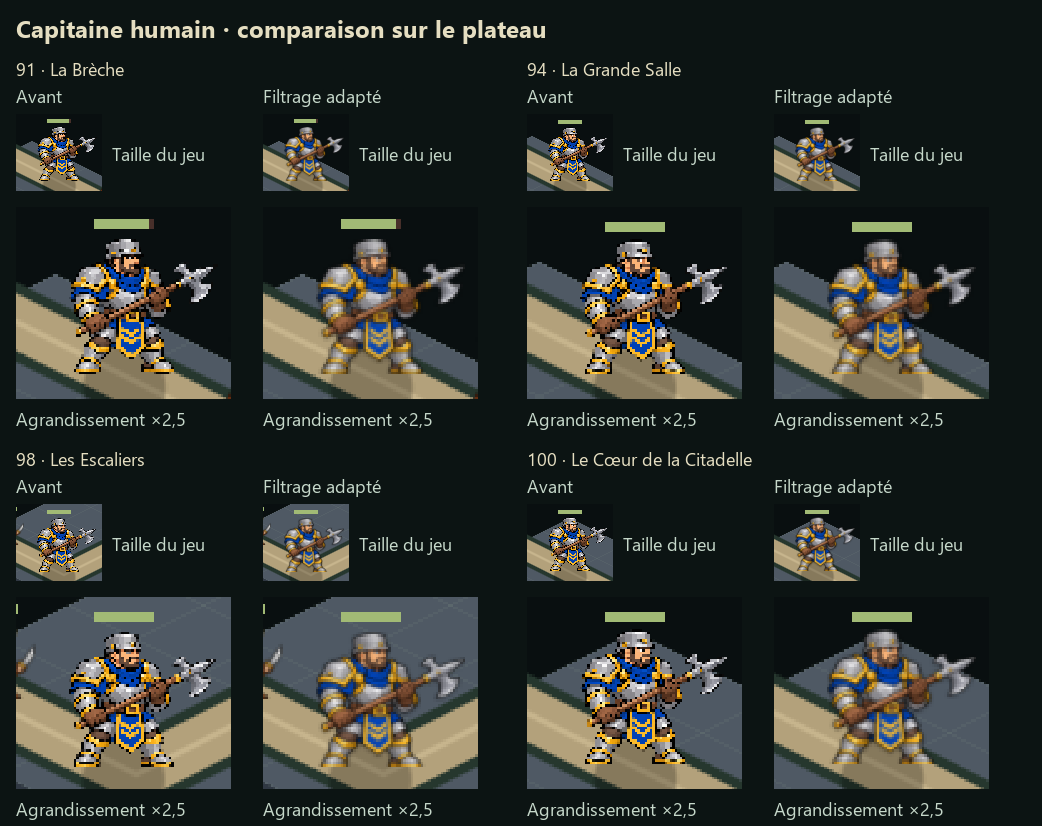 Capitaine humain · comparaison sur le plateau
91 · La Brèche
Avant
Filtrage adapté
Taille du jeu
Taille du jeu
Agrandissement ×2,5
Agrandissement ×2,5
94 · La Grande Salle
Avant
Filtrage adapté
Taille du jeu
Taille du jeu
Agrandissement ×2,5
Agrandissement ×2,5
98 · Les Escaliers
Avant
Filtrage adapté
Taille du jeu
Taille du jeu
Agrandissement ×2,5
Agrandissement ×2,5
100 · Le Cœur de la Citadelle
Avant
Filtrage adapté
Taille du jeu
Taille du jeu
Agrandissement ×2,5
Agrandissement ×2,5